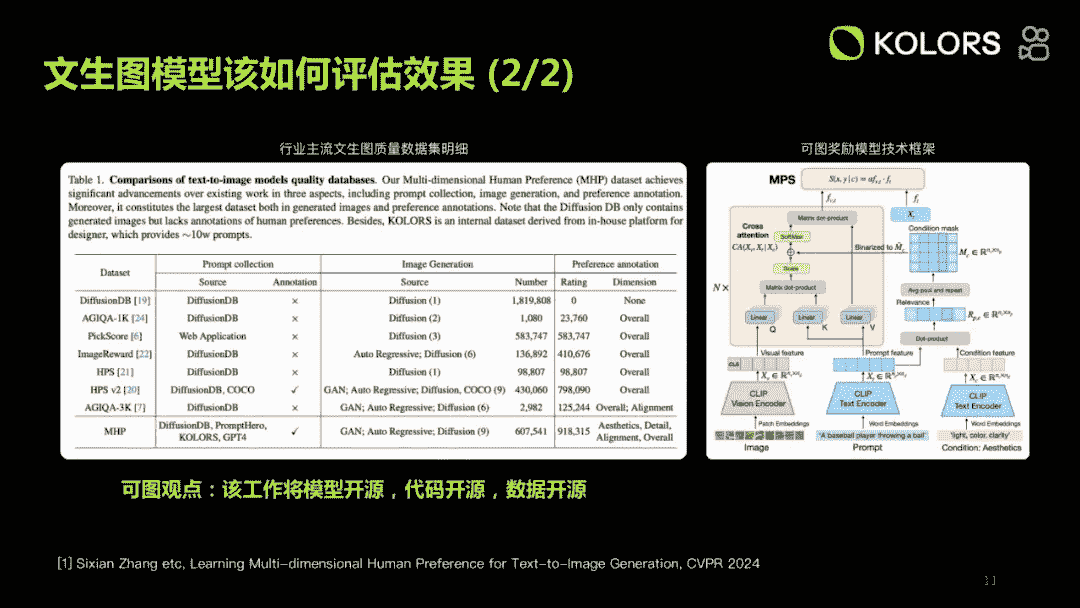 KOLORS
文生图模型该如何评估效果 (2/2)
行业主流文生图质量数据集明细
Table 1. Comparisons of text-to-image models quality databases. Our Multi-dimensional Human Preference (MHP) dataset achieves
significant advancements over existing work in three aspects, including prompt collection, image generation, and preference annotation.
Moreover, it constitutes the largest dataset both in generated images and preference annotations. Note that the Diffusion DB only contains
generated images but lacks annotations of human preferences. Besides, KOLORS is an internal dataset derived from in-house platform for
designer, which provides ~10w prompts.
Dataset Prompt collection Image Generation Preference annotation
Source Annotation Source Number Rating Dimension
DiffusionDB [19] DiffusionDB × Diffusion (1) 1,819,808 0 None
AGIQA-1K [24] DiffusionDB × Diffusion (2) 1,080 23,760 Overall
PickScore [6] Web Application × Diffusion (3) 583,747 583,747 Overall
ImageReward [22] DiffusionDB × Auto Regressive; Diffusion (6) 136,892 410,676 Overall
HPS [21] DiffusionDB × Diffusion (1) 98,807 98,807 Overall
HPS v2 [20] DiffusionDB, COCO ✓ GAN; Auto Regressive; Diffusion, COCO (9) 430,060 798,090 Overall
AGIQA-3K [7] DiffusionDB × GAN; Auto Regressive; Diffusion (6) 2,982 125,244 Overall; Alignment
MHP DiffusionDB, PromptHero, KOLORS, GPT4 ✓ GAN; Auto Regressive; Diffusion (9) 607,541 918,315 Aesthetics, Detail, Alignment, Overall
可图奖励模型技术框架
MPS
Matrix dot-product
Cross
attention
Softmax
Condition mask
Binarized to
Scale
N×
Matrix dot-product
Avg-pool and repeat
Relevance
Linear Linear Linear
Q K V
Dot-product
Visual feature Prompt feature Condition feature
CLS
CLIP
Vision Encoder
CLIP
Text Encoder
CLIP
Text Encoder
Patch Embeddings Word Embeddings Word Embeddings
"A baseball player throwing a ball" "light, color, clarity"
Image Prompt Condition: Aesthetics
可图观点：该工作将模型开源，代码开源，数据开源
[1] Sixian Zhang etc, Learning Multi-dimensional Human Preference for Text-to-Image Generation, CVPR 2024